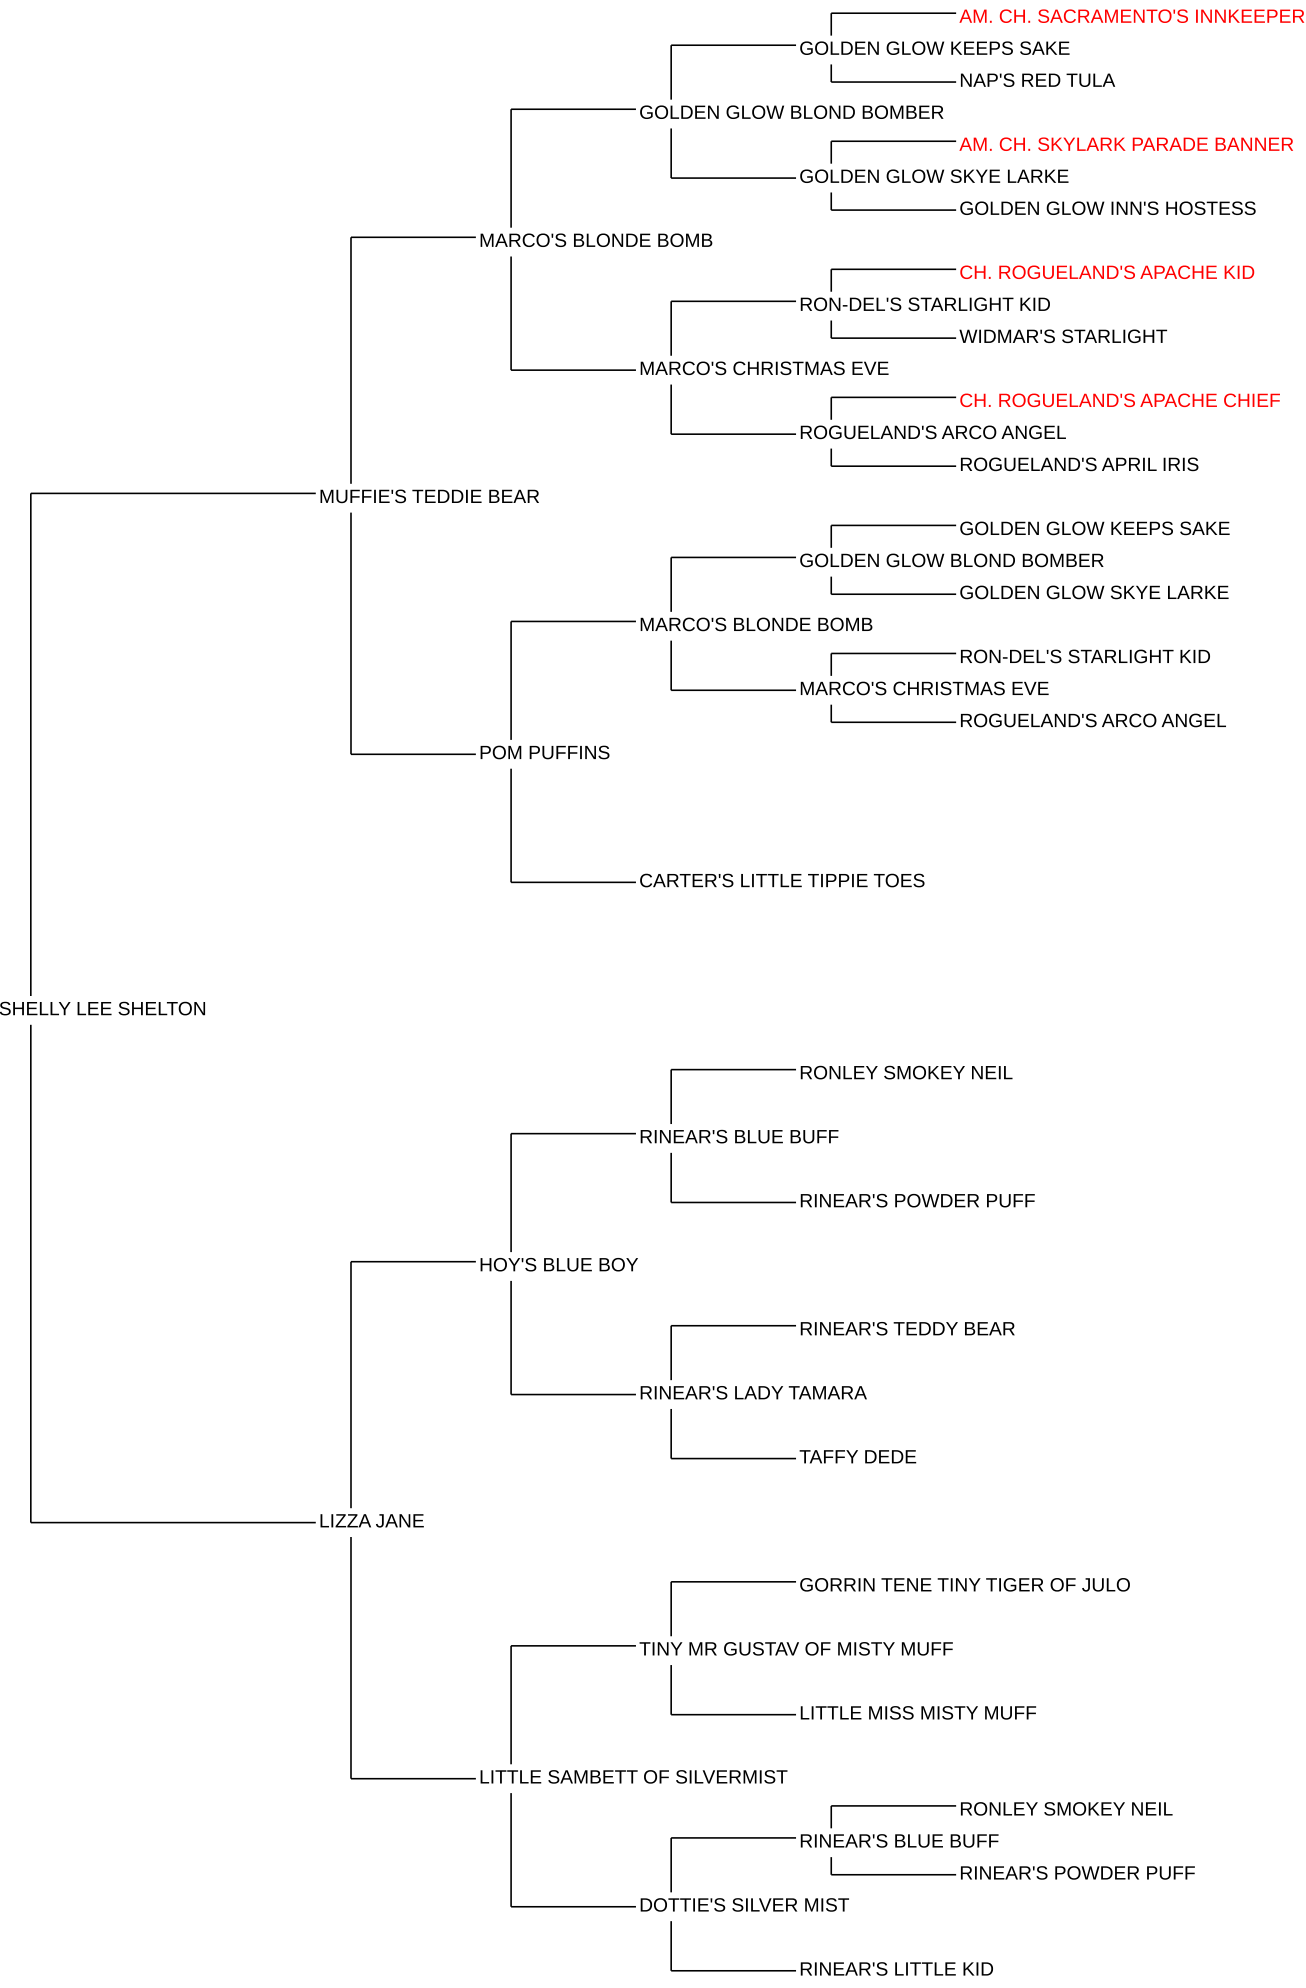 AM. CH. SACRAMENTO'S INNKEEPER
GOLDEN GLOW KEEPS SAKE
NAP'S RED TULA
GOLDEN GLOW BLOND BOMBER
AM. CH. SKYLARK PARADE BANNER
GOLDEN GLOW SKYE LARKE
GOLDEN GLOW INN'S HOSTESS
MARCO'S BLONDE BOMB
CH. ROGUELAND'S APACHE KID
RON-DEL'S STARLIGHT KID
WIDMAR'S STARLIGHT
MARCO'S CHRISTMAS EVE
CH. ROGUELAND'S APACHE CHIEF
ROGUELAND'S ARCO ANGEL
ROGUELAND'S APRIL IRIS
MUFFIE'S TEDDIE BEAR
GOLDEN GLOW KEEPS SAKE
GOLDEN GLOW BLOND BOMBER
GOLDEN GLOW SKYE LARKE
MARCO'S BLONDE BOMB
RON-DEL'S STARLIGHT KID
MARCO'S CHRISTMAS EVE
ROGUELAND'S ARCO ANGEL
POM PUFFINS
CARTER'S LITTLE TIPPIE TOES
SHELLY LEE SHELTON
RONLEY SMOKEY NEIL
RINEAR'S BLUE BUFF
RINEAR'S POWDER PUFF
HOY'S BLUE BOY
RINEAR'S TEDDY BEAR
RINEAR'S LADY TAMARA
TAFFY DEDE
LIZZA JANE
GORRIN TENE TINY TIGER OF JULO
TINY MR GUSTAV OF MISTY MUFF
LITTLE MISS MISTY MUFF
LITTLE SAMBETT OF SILVERMIST
RONLEY SMOKEY NEIL
RINEAR'S BLUE BUFF
RINEAR'S POWDER PUFF
DOTTIE'S SILVER MIST
RINEAR'S LITTLE KID